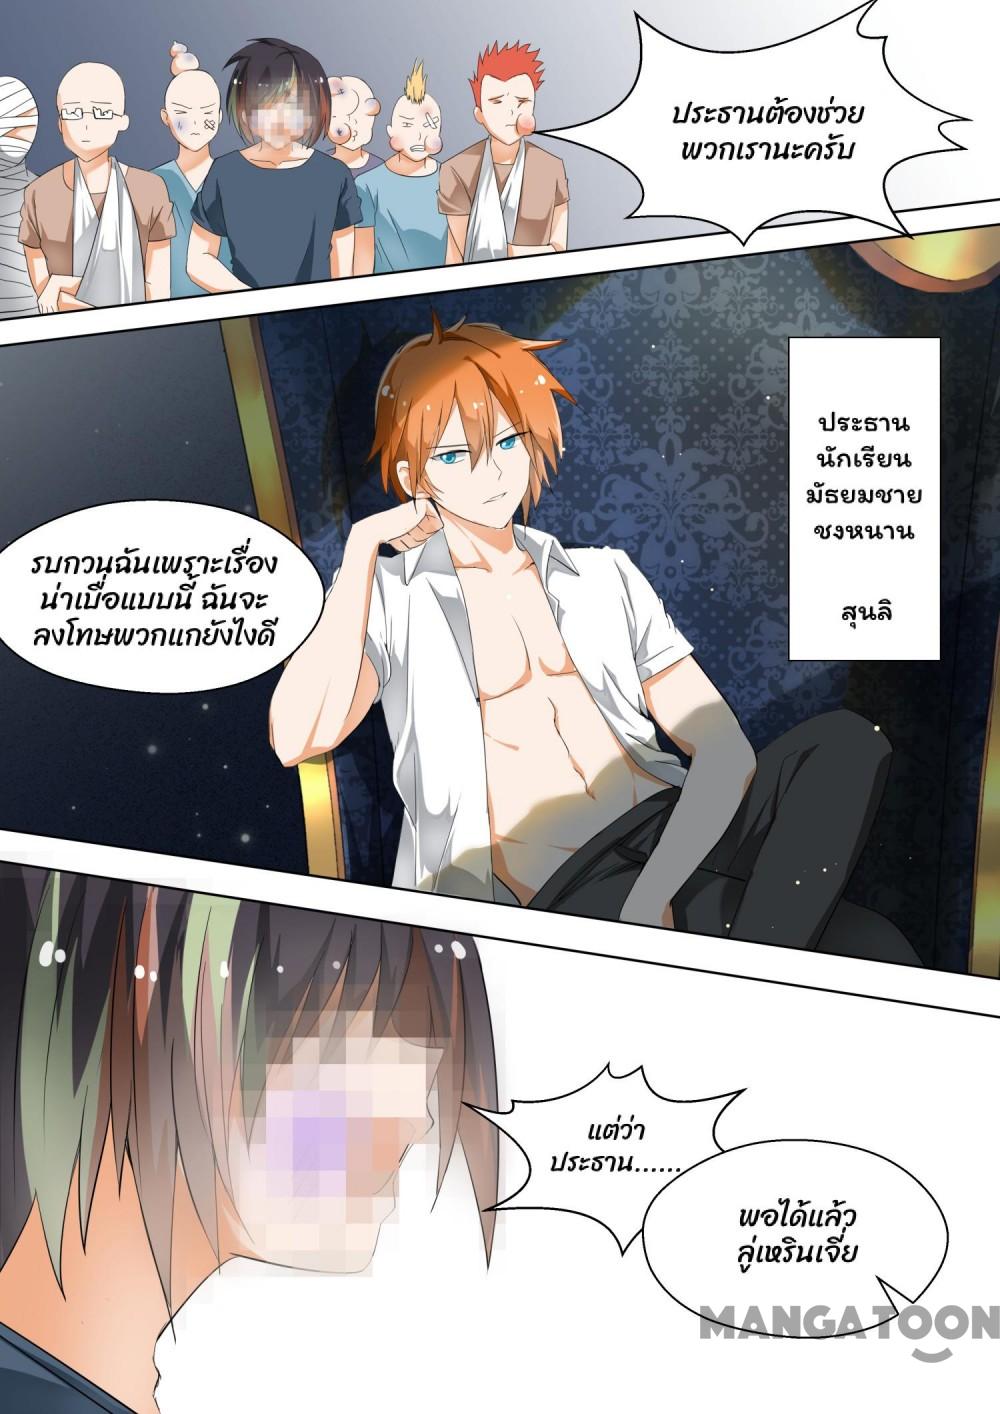 ประธานต้องช่วย
พวกเรานะครับ
ประธาน
นักเรียน
มัธยมชาย
ชงหนาน
สุนลิ
รบกวนฉันเพราะเรื่อง
น่าเบื่อแบบนี้ ฉันจะ
ลงโทษพวกแกยังไงดี
แต่ว่า
ประธาน......
พอได้แล้ว
ลู่เหรินเจี่ย
MANGATOON